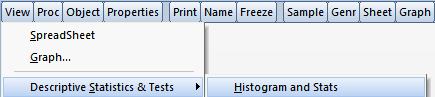 View Proc Object Properties Print Name Freeze Sample Genr Sheet Graph
SpreadSheet
Graph...
Descriptive Statistics & Tests Histogram and Stats